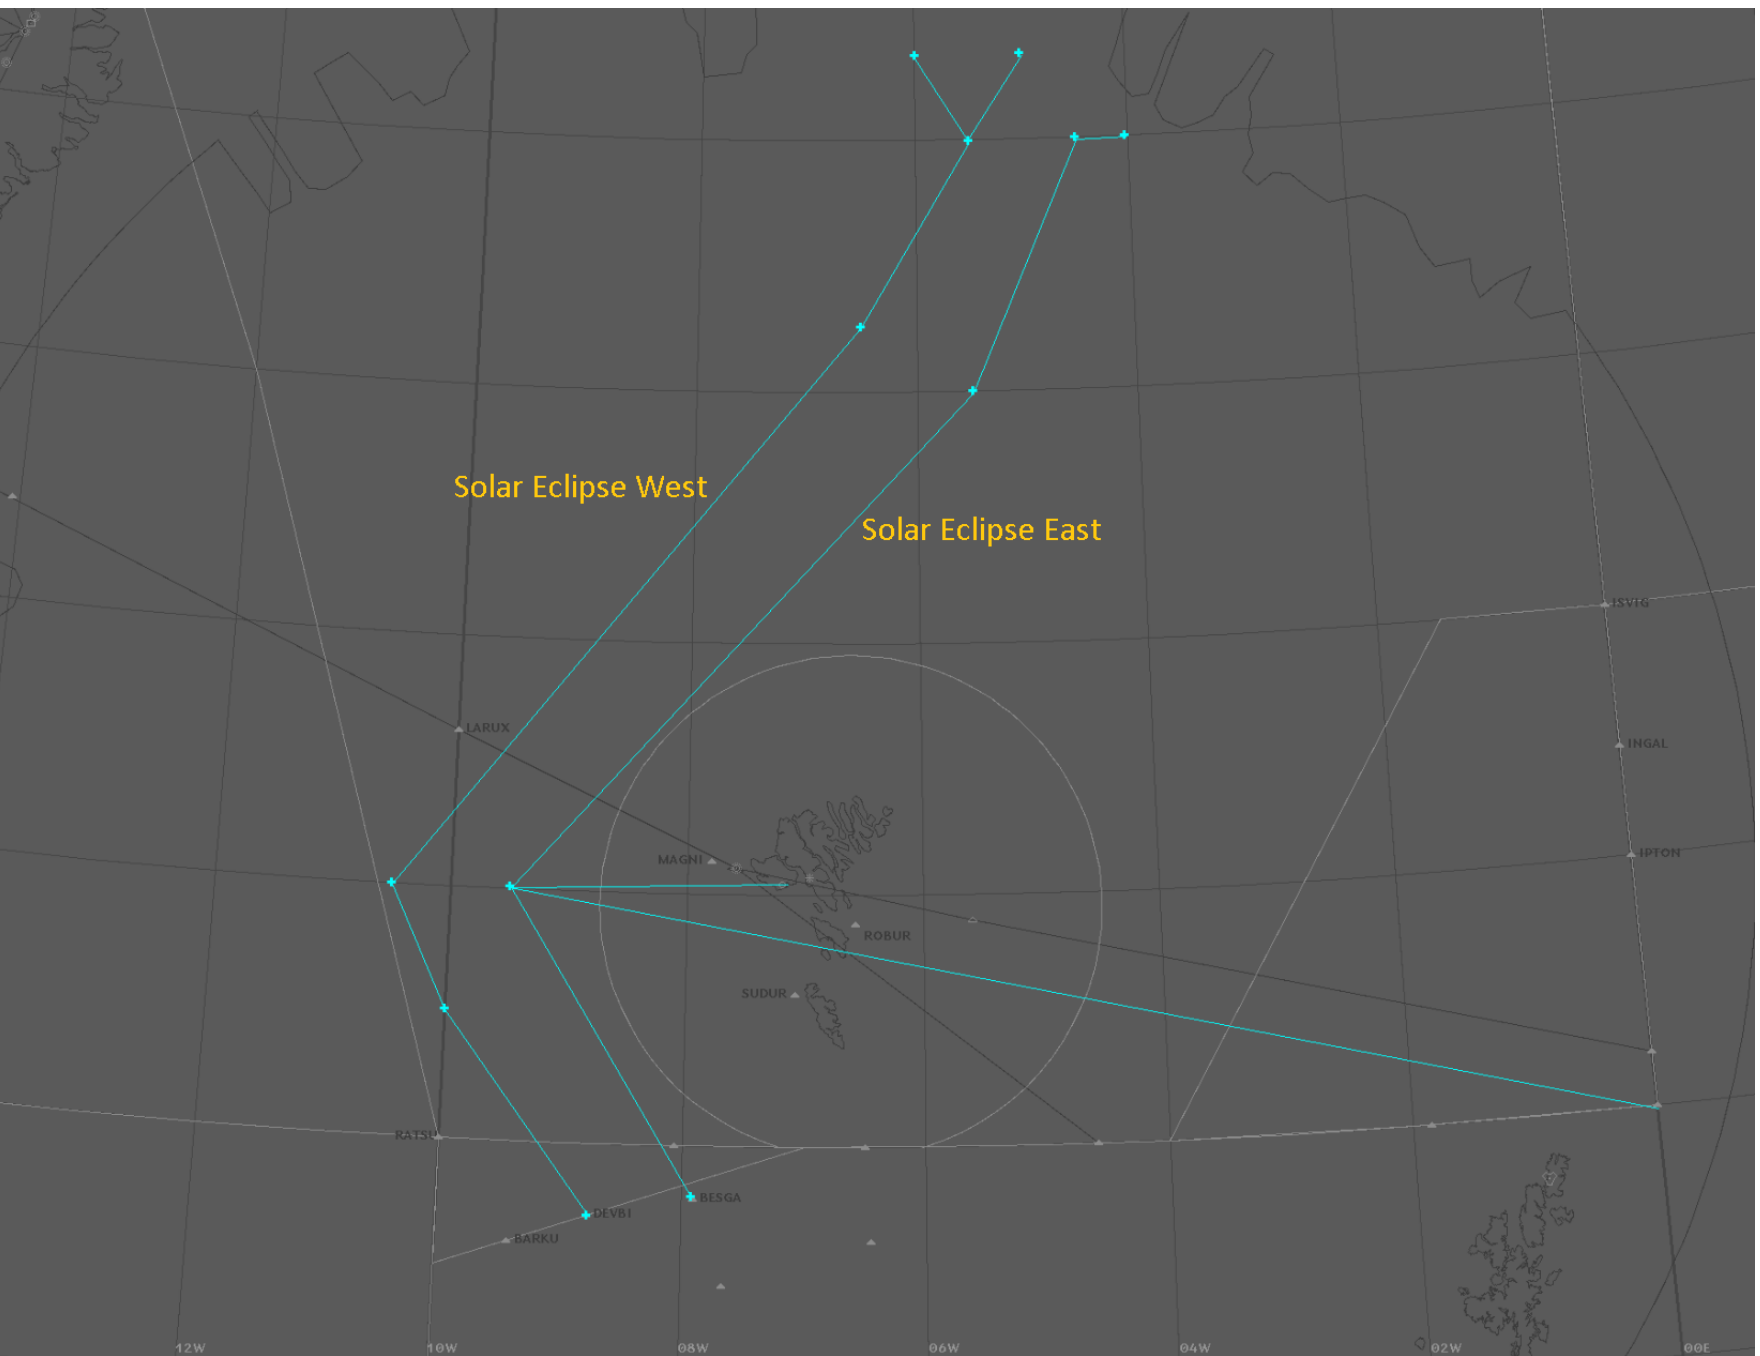 Solar Eclipse West
Solar Eclipse East
ISVIG
LARUX
INGAL
MAGNI
IPTON
ROBUR
SUDUR
RATSU
BESGA
DEVBI
BARKU
12W
10W
08W
06W
04W
02W
00E